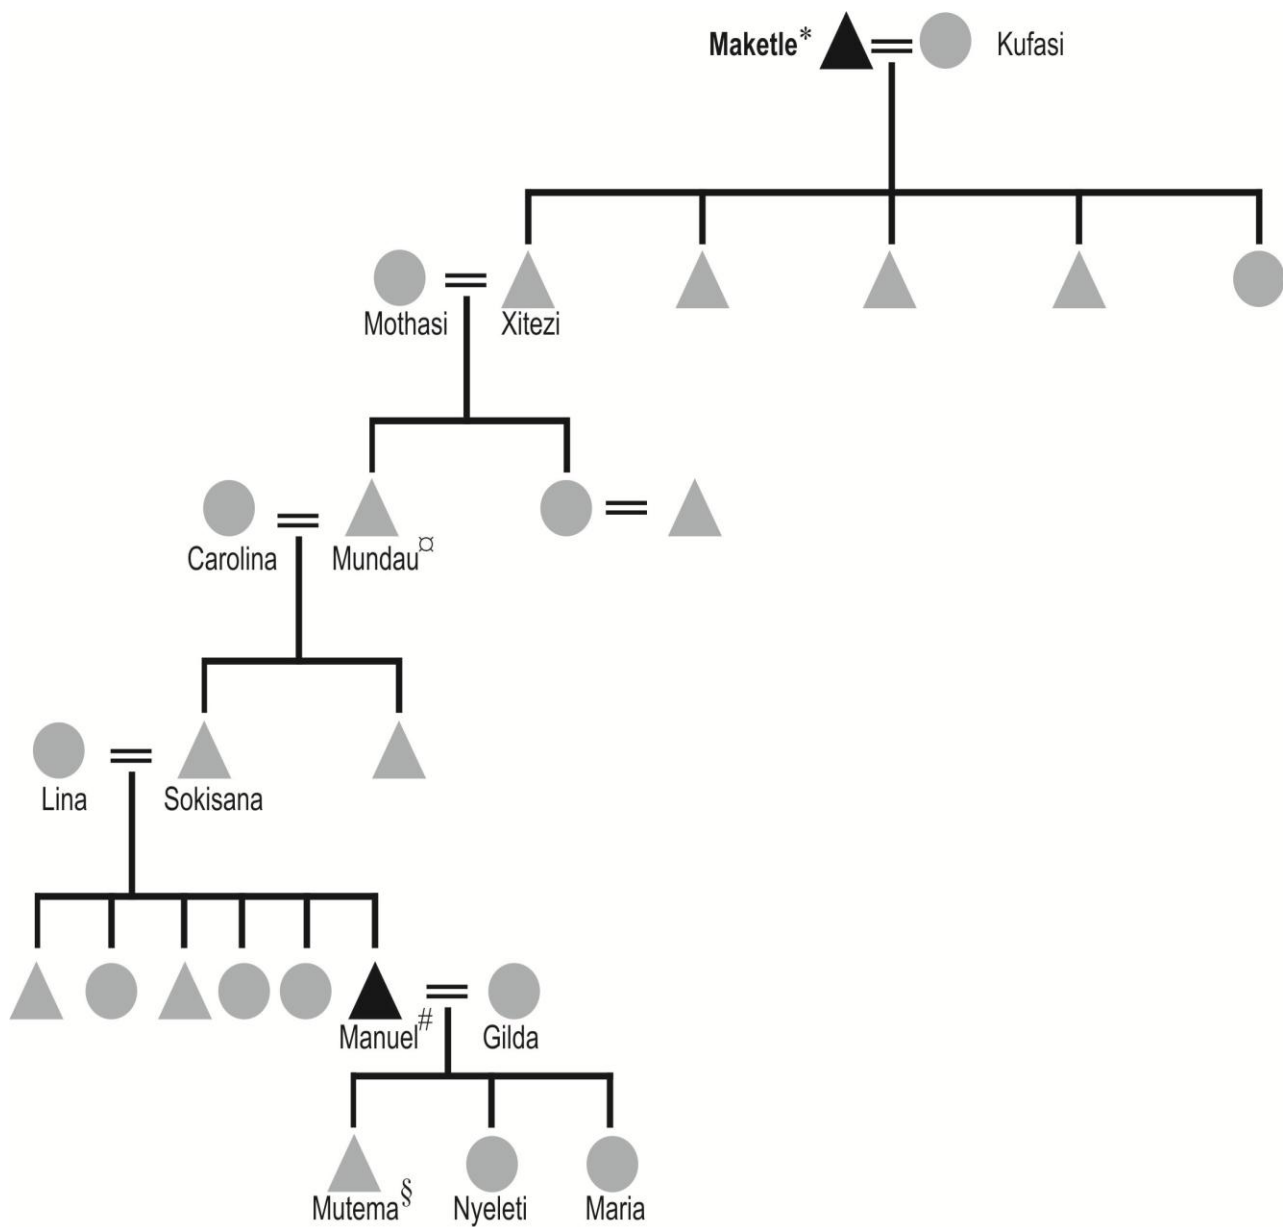 Maketle* Kufasi
Mothasi Xitezi
Carolina Mundau¤
Lina Sokisana
Manuel# Gilda
Mutema§ Nyeleti Maria